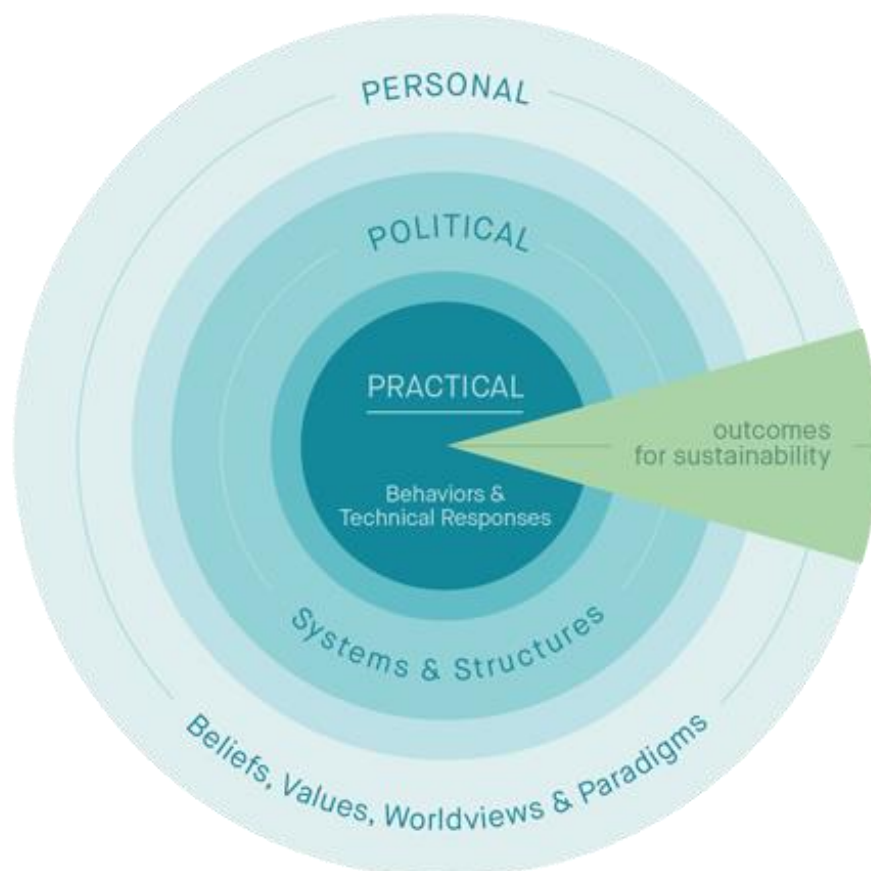 PERSONAL
POLITICAL
PRACTICAL
outcomes
for sustainability
Behaviors &
Technical Responses
Systems & Structures
Beliefs, Values, Worldviews & Paradigms